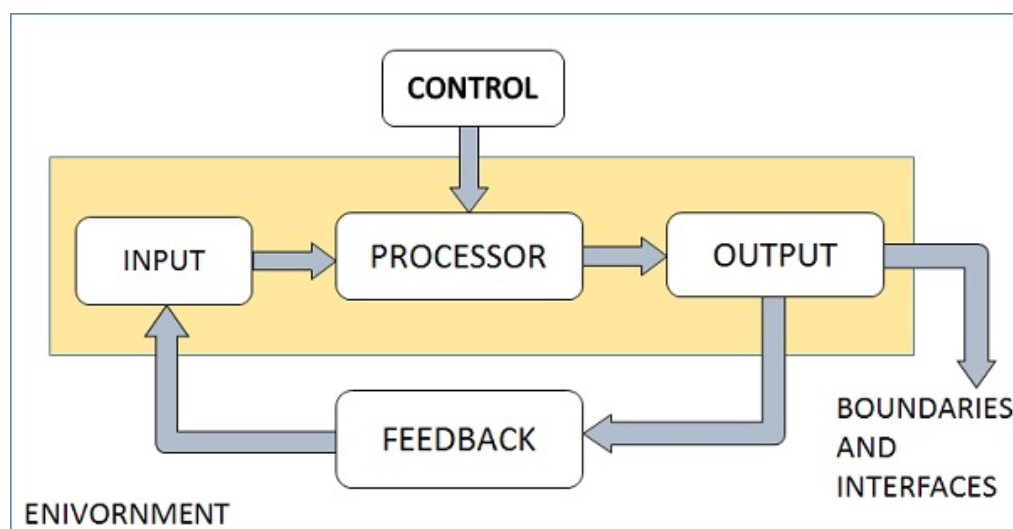 CONTROL
INPUT
PROCESSOR
OUTPUT
FEEDBACK
BOUNDARIES
AND
INTERFACES
ENIVORNMENT